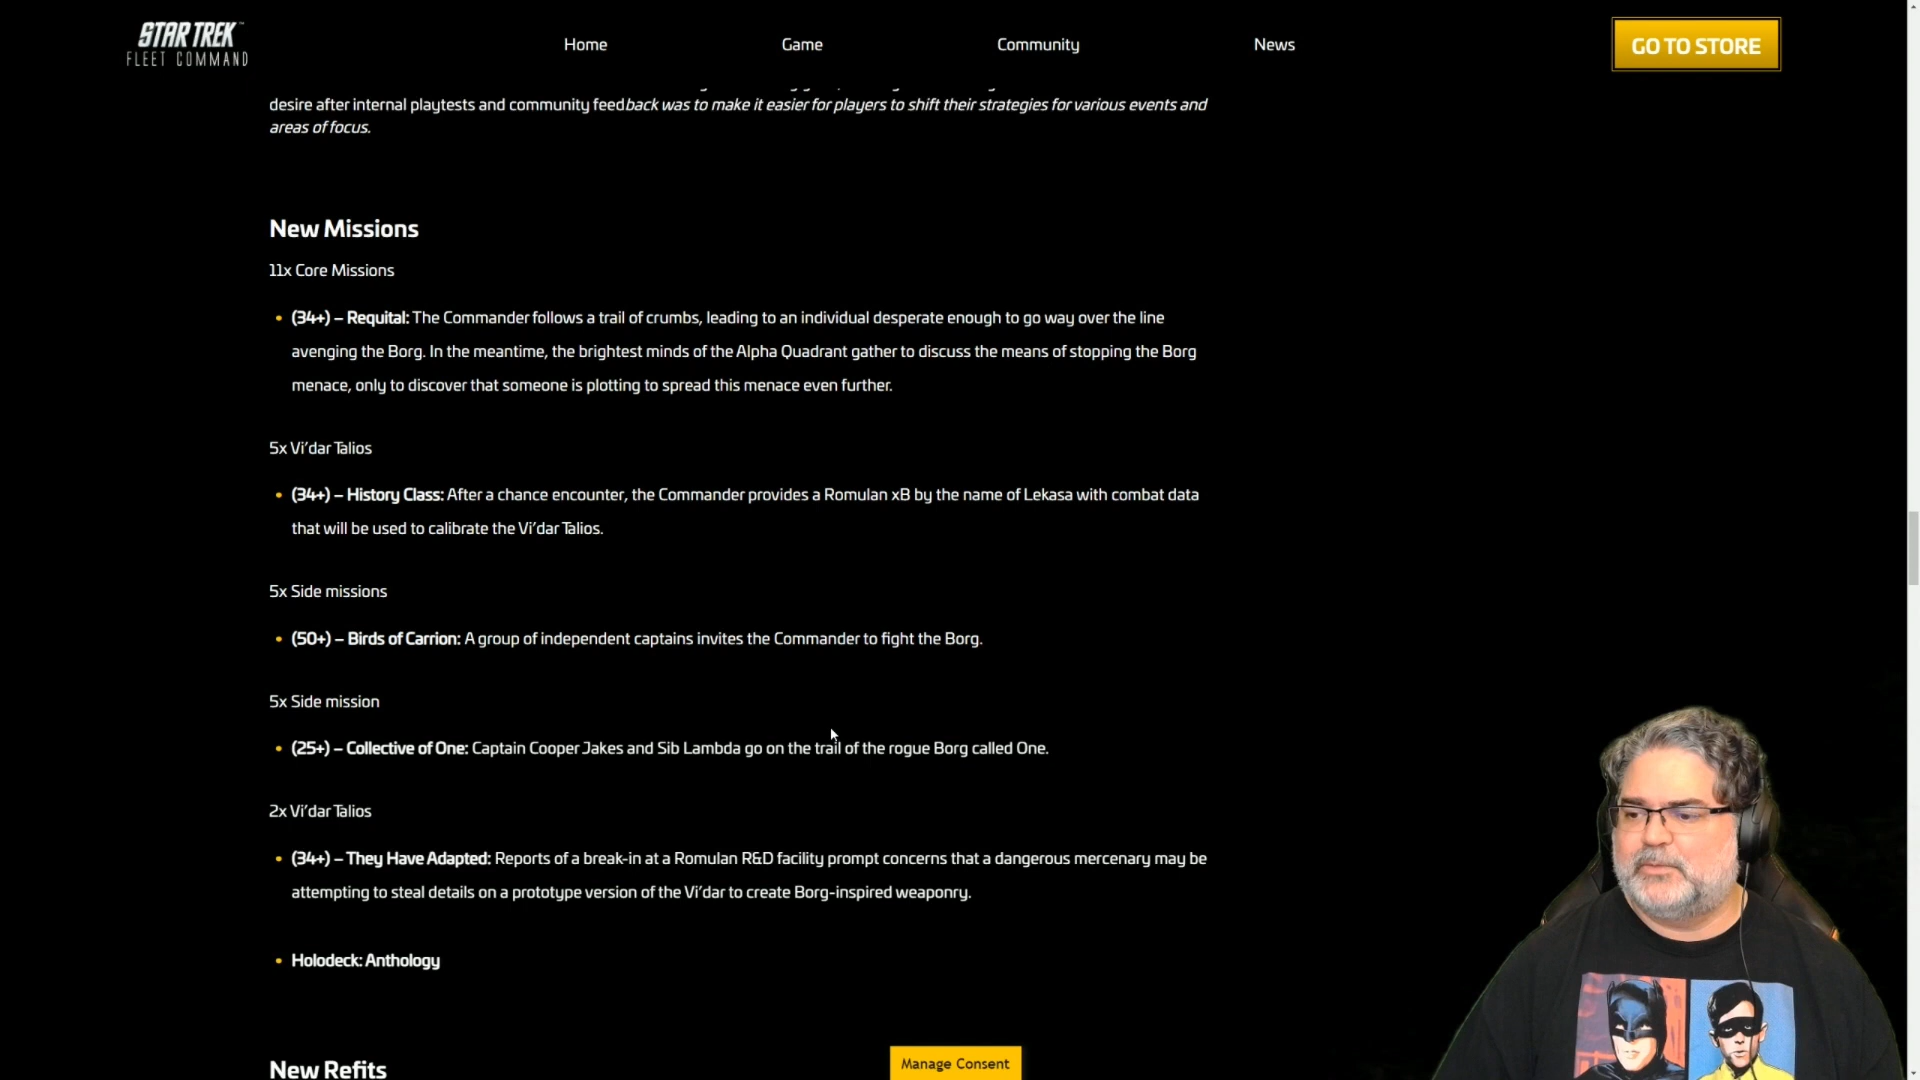 STAR TREK™
FLEET COMMAND
Home
Game
Community
News
GO TO STORE
desire after internal playtests and community feedback was to make it easier for players to shift their strategies for various events and
areas of focus.
New Missions
11x Core Missions
(34+) – Requital: The Commander follows a trail of crumbs, leading to an individual desperate enough to go way over the line
avenging the Borg. In the meantime, the brightest minds of the Alpha Quadrant gather to discuss the means of stopping the Borg
menace, only to discover that someone is plotting to spread this menace even further.
5x Vi’dar Talios
(34+) – History Class: After a chance encounter, the Commander provides a Romulan xB by the name of Lekasa with combat data
that will be used to calibrate the Vi’dar Talios.
5x Side missions
(50+) – Birds of Carrion: A group of independent captains invites the Commander to fight the Borg.
5x Side mission
(25+) – Collective of One: Captain Cooper Jakes and Sib Lambda go on the trail of the rogue Borg called One.
2x Vi’dar Talios
(34+) – They Have Adapted: Reports of a break-in at a Romulan R&D facility prompt concerns that a dangerous mercenary may be
attempting to steal details on a prototype version of the Vi’dar to create Borg-inspired weaponry.
Holodeck: Anthology
New Refits
Manage Consent